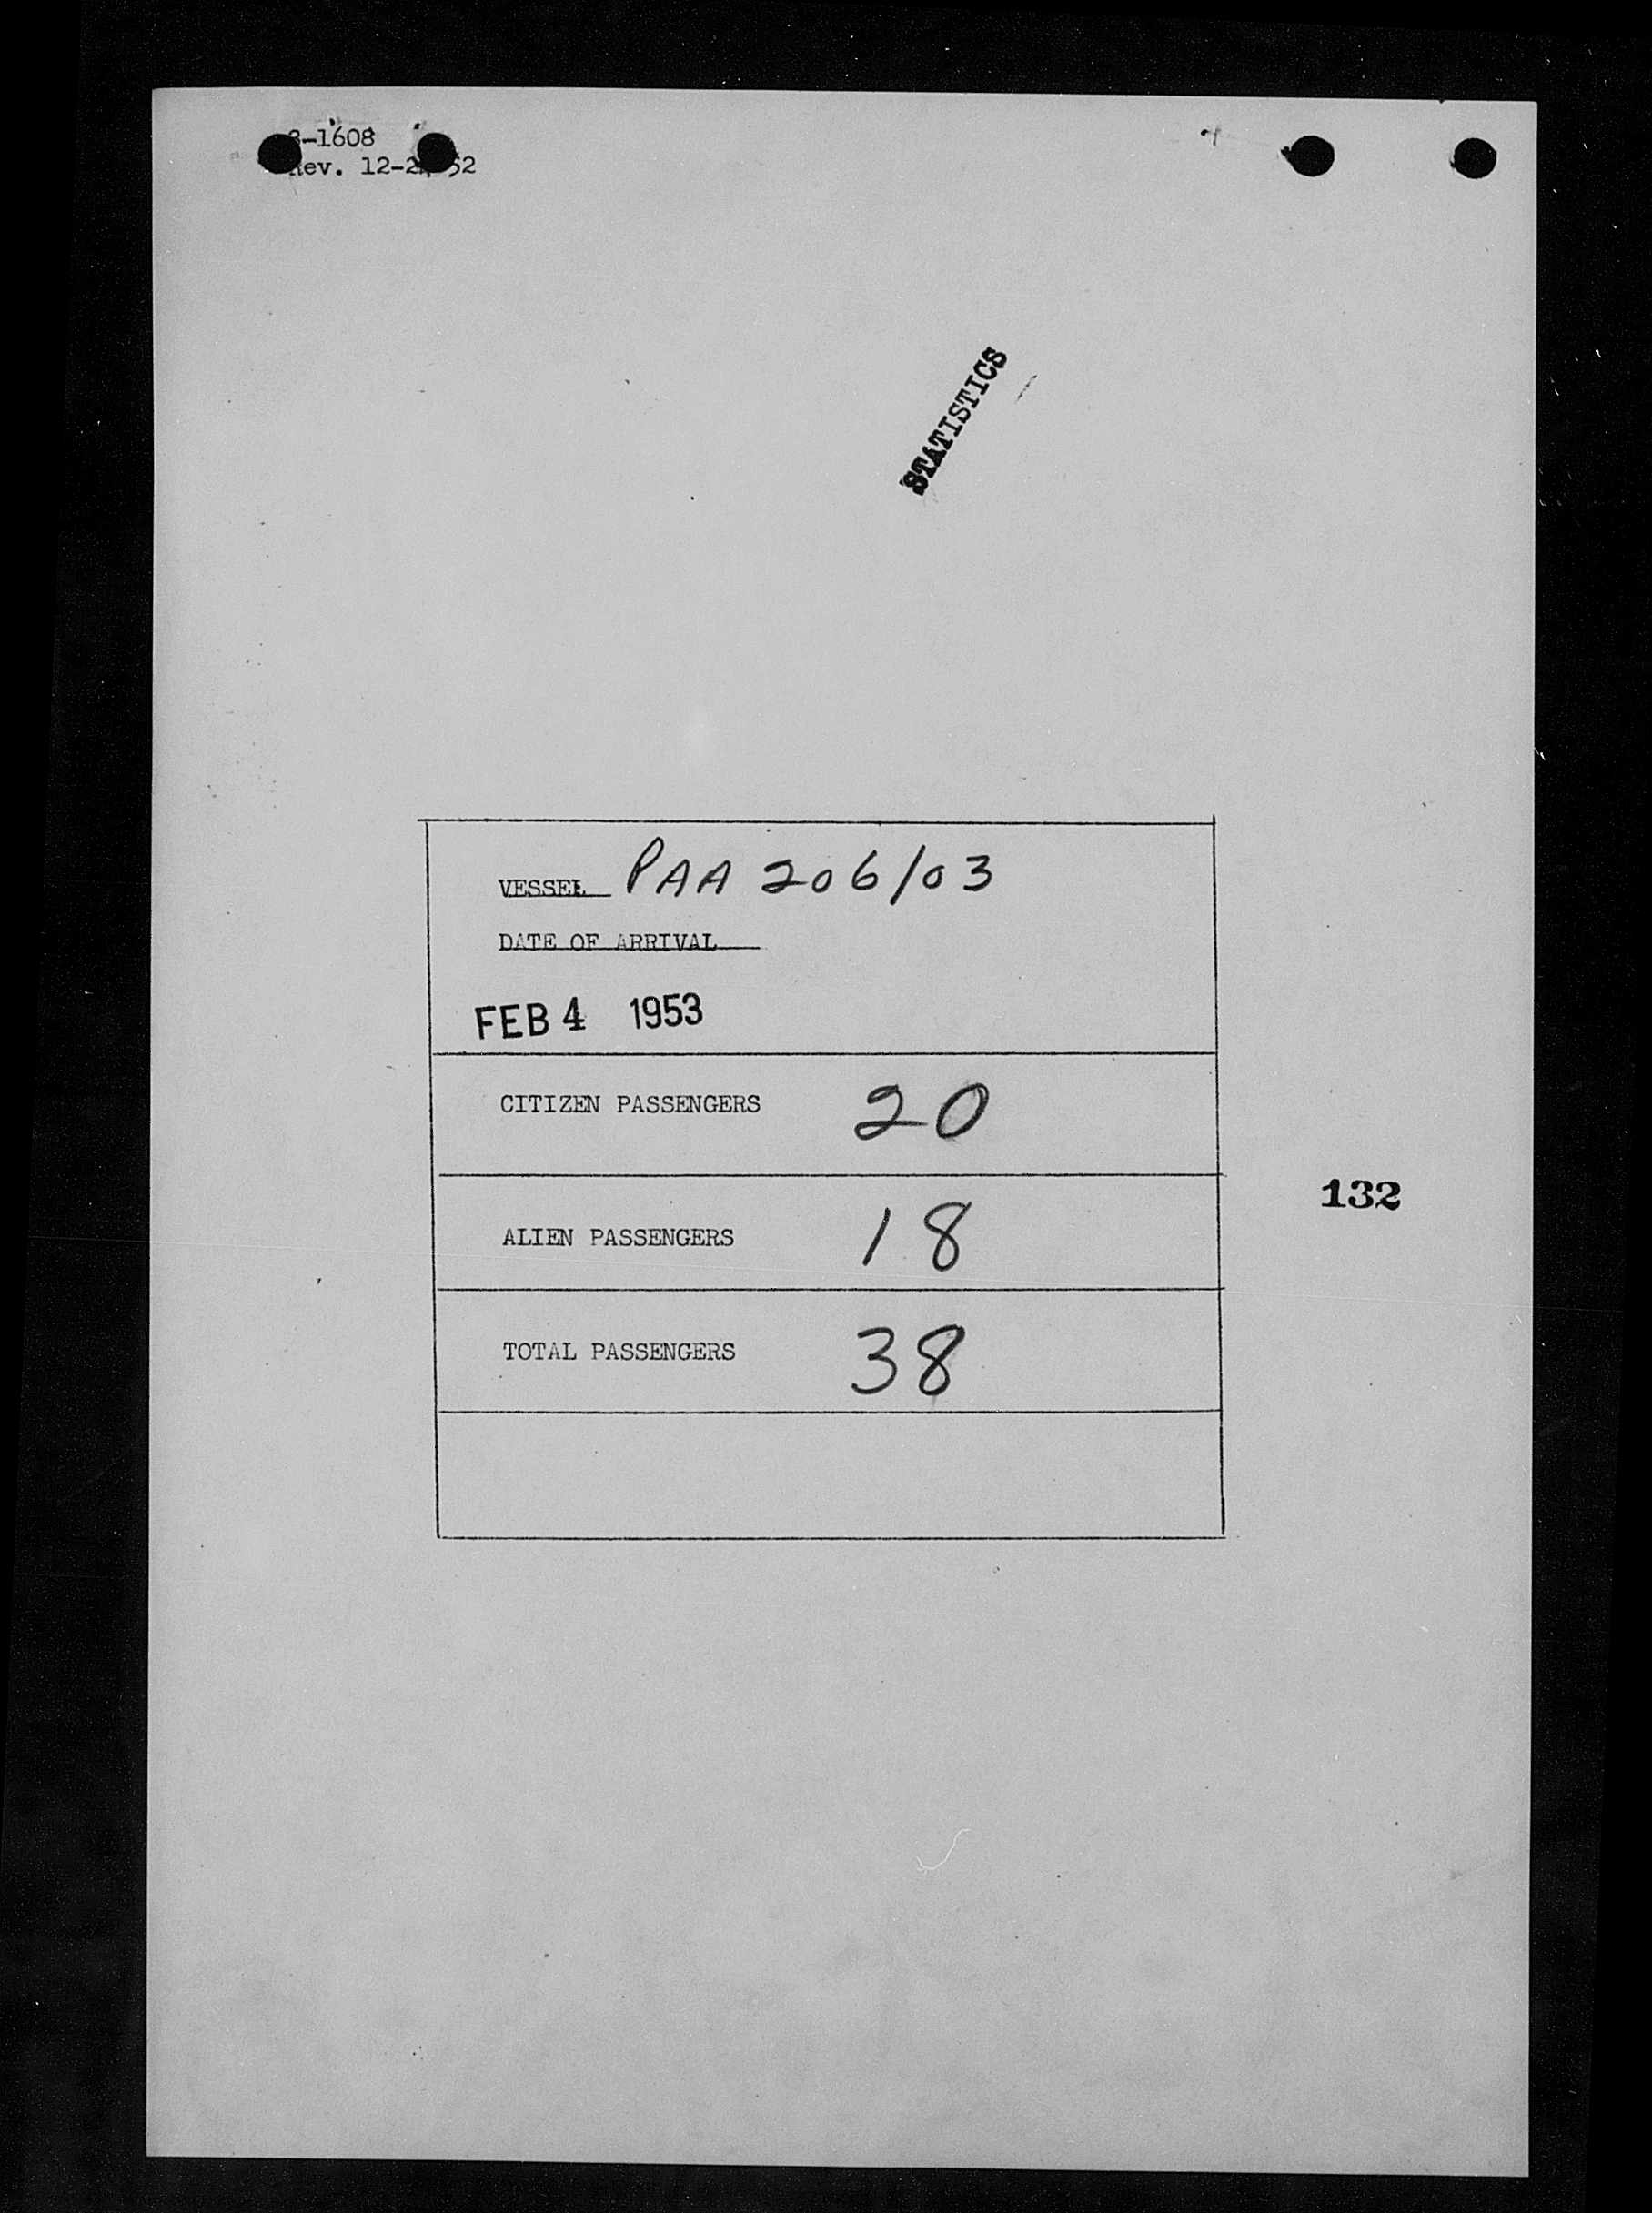 3-1608
Rev. 12-2 52
STATISTICS
VESSEL PAA 206/03
DATE OF ARRIVAL
FEB 4 1953
CITIZEN PASSENGERS 20
132
ALIEN PASSENGERS 18
TOTAL PASSENGERS 38